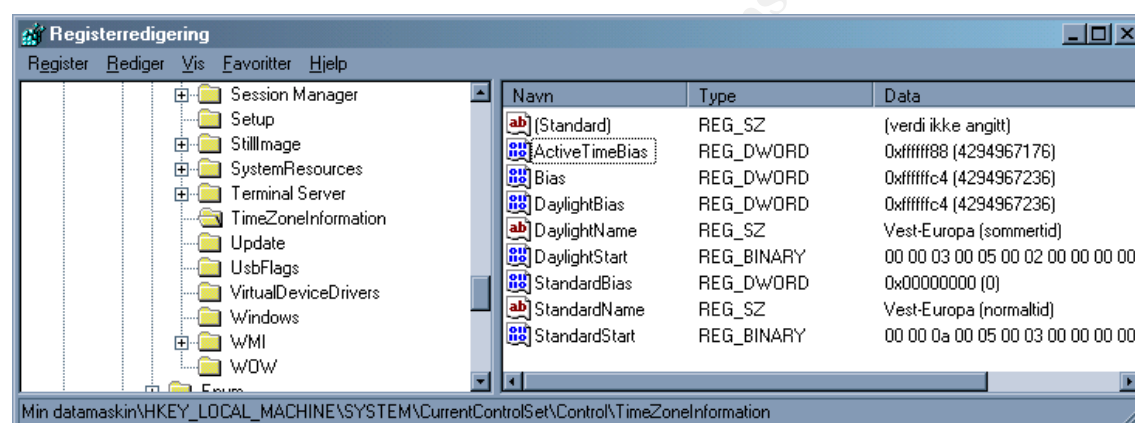 Registerredigering
Register Rediger Vis Favoritter Hjelp
Session Manager
Setup
StillImage
SystemResources
Terminal Server
TimeZoneInformation
Update
UsbFlags
VirtualDeviceDrivers
Windows
WMI
WOW
Enum
Navn Type Data
(Standard) REG_SZ (verdi ikke angitt)
ActiveTimeBias REG_DWORD 0xffffff88 (4294967176)
Bias REG_DWORD 0xffffffc4 (4294967236)
DaylightBias REG_DWORD 0xffffffc4 (4294967236)
DaylightName REG_SZ Vest-Europa (sommertid)
DaylightStart REG_BINARY 00 00 03 00 05 00 02 00 00 00 00
StandardBias REG_DWORD 0x00000000 (0)
StandardName REG_SZ Vest-Europa (normaltid)
StandardStart REG_BINARY 00 00 0a 00 05 00 03 00 00 00 00
Min datamaskin\HKEY_LOCAL_MACHINE\SYSTEM\CurrentControlSet\Control\TimeZoneInformation